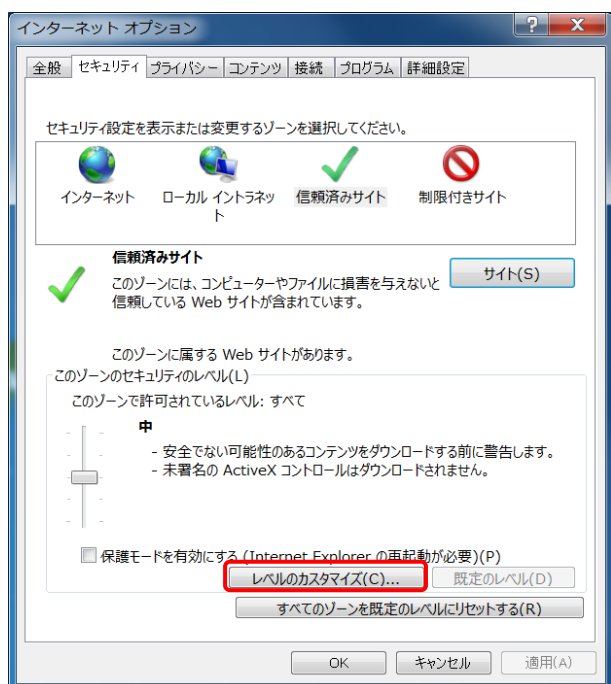 インターネット オプション
全般 セキュリティ プライバシー コンテンツ 接続 プログラム 詳細設定
セキュリティ設定を表示または変更するゾーンを選択してください。
インターネット
ローカル イントラネッ
ト
信頼済みサイト
制限付きサイト
信頼済みサイト
サイト(S)
このゾーンには、コンピューターやファイルに損害を与えないと
信頼している Web サイトが含まれています。
このゾーンに属する Web サイトがあります。
このゾーンのセキュリティのレベル(L)
このゾーンで許可されているレベル: すべて
中
- 安全でない可能性のあるコンテンツをダウンロードする前に警告します。
- 未署名の ActiveX コントロールはダウンロードされません。
保護モードを有効にする (Internet Explorer の再起動が必要)(P)
レベルのカスタマイズ(C)... 既定のレベル(D)
すべてのゾーンを既定のレベルにリセットする(R)
OK キャンセル 適用(A)